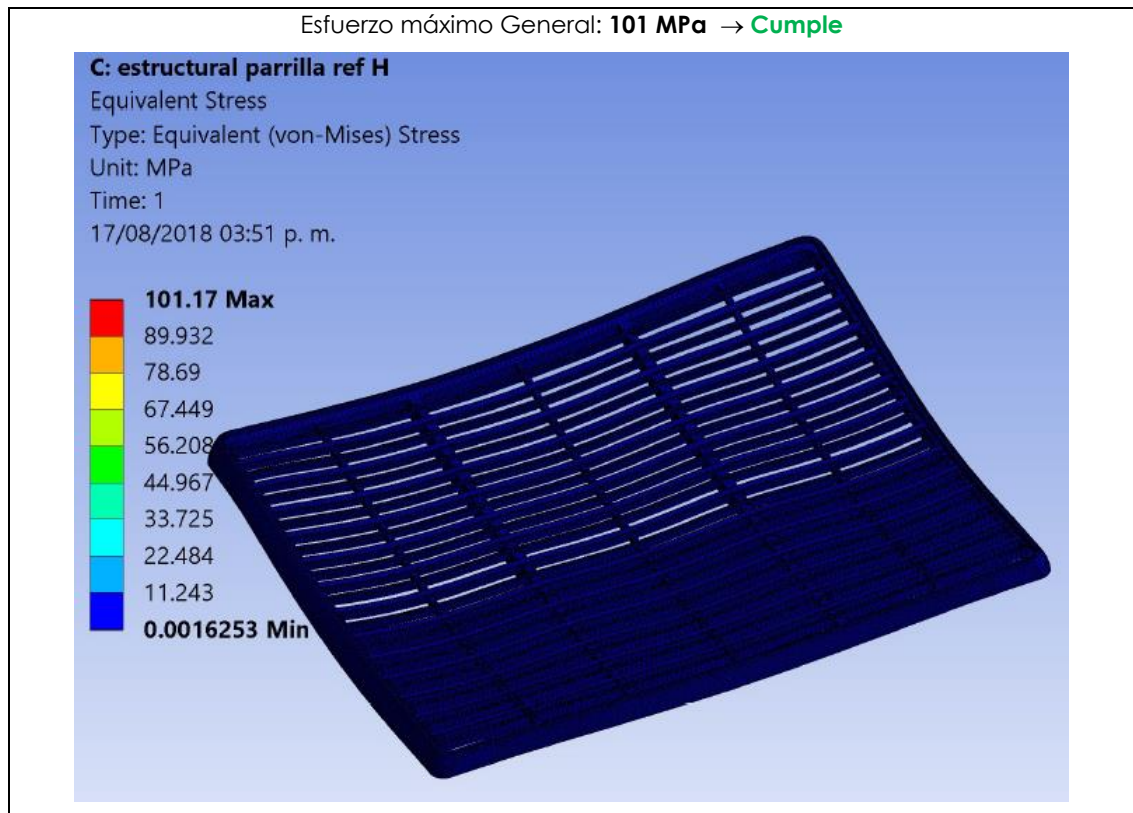 Esfuerzo máximo General: 101 MPa → Cumple
C: estructural parrilla ref H
Equivalent Stress
Type: Equivalent (von-Mises) Stress
Unit: MPa
Time: 1
17/08/2018 03:51 p. m.
101.17 Max
89.932
78.69
67.449
56.208
44.967
33.725
22.484
11.243
0.0016253 Min